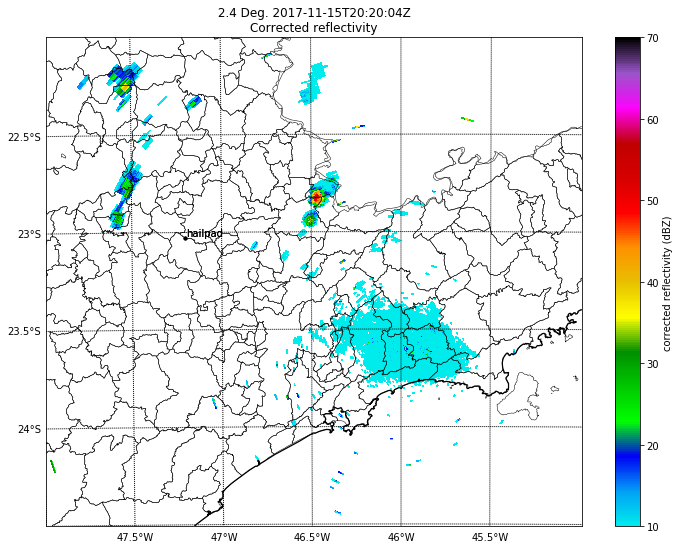 2.4 Deg. 2017-11-15T20:20:04Z
Corrected reflectivity
70
60
50
40
30
20
10
corrected reflectivity (dBZ)
22.5°S
23°S
23.5°S
24°S
hailpad
47.5°W
47°W
46.5°W
46°W
45.5°W